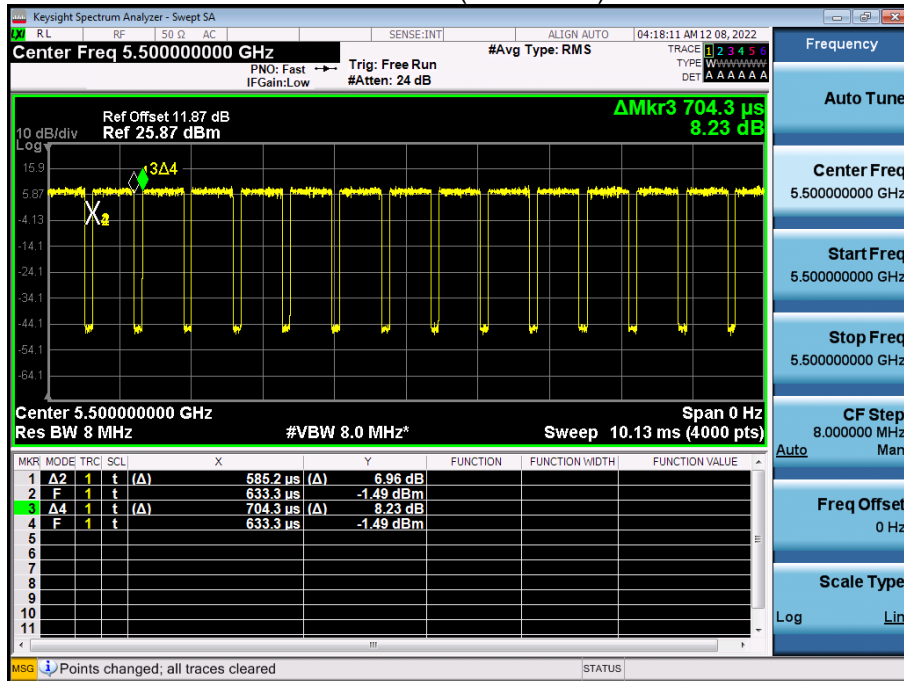 Keysight Spectrum Analyzer - Swept SA
LXI RL RF 50 Ω AC SENSE:INT ALIGN AUTO 04:18:11 AM 12 08, 2022
Center Freq 5.500000000 GHz #Avg Type: RMS TRACE 1 2 3 4 5 6
PNO: Fast Trig: Free Run TYPE WWWWWW
IFGain:Low #Atten: 24 dB DET A A A A A A
ΔMkr3 704.3 µs
8.23 dB
Ref Offset 11.87 dB
10 dB/div Ref 25.87 dBm
Log
15.9
5.87
-4.13
-14.1
-24.1
-34.1
-44.1
-54.1
-64.1
3Δ4
X2
Center 5.500000000 GHz Span 0 Hz
Res BW 8 MHz #VBW 8.0 MHz* Sweep 10.13 ms (4000 pts)
MKR MODE TRC SCL X Y FUNCTION FUNCTION WIDTH FUNCTION VALUE
1 Δ2 1 t (Δ) 585.2 µs (Δ) 6.96 dB
2 F 1 t 633.3 µs -1.49 dBm
3 Δ4 1 t (Δ) 704.3 µs (Δ) 8.23 dB
4 F 1 t 633.3 µs -1.49 dBm
5
6
7
8
9
10
11
MSG Points changed; all traces cleared STATUS
Frequency
Auto Tune
Center Freq
5.500000000 GHz
Start Freq
5.500000000 GHz
Stop Freq
5.500000000 GHz
CF Step
8.000000 MHz
Auto Man
Freq Offset
0 Hz
Scale Type
Log Lin